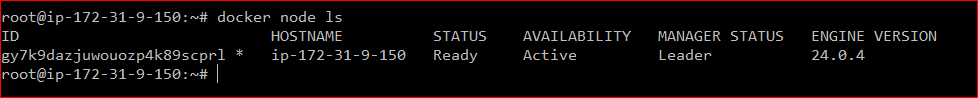 root@ip-172-31-9-150:~# docker node ls
ID HOSTNAME STATUS AVAILABILITY MANAGER STATUS ENGINE VERSION
gy7k9dazjuwouozp4k89scprl * ip-172-31-9-150 Ready Active Leader 24.0.4
root@ip-172-31-9-150:~#